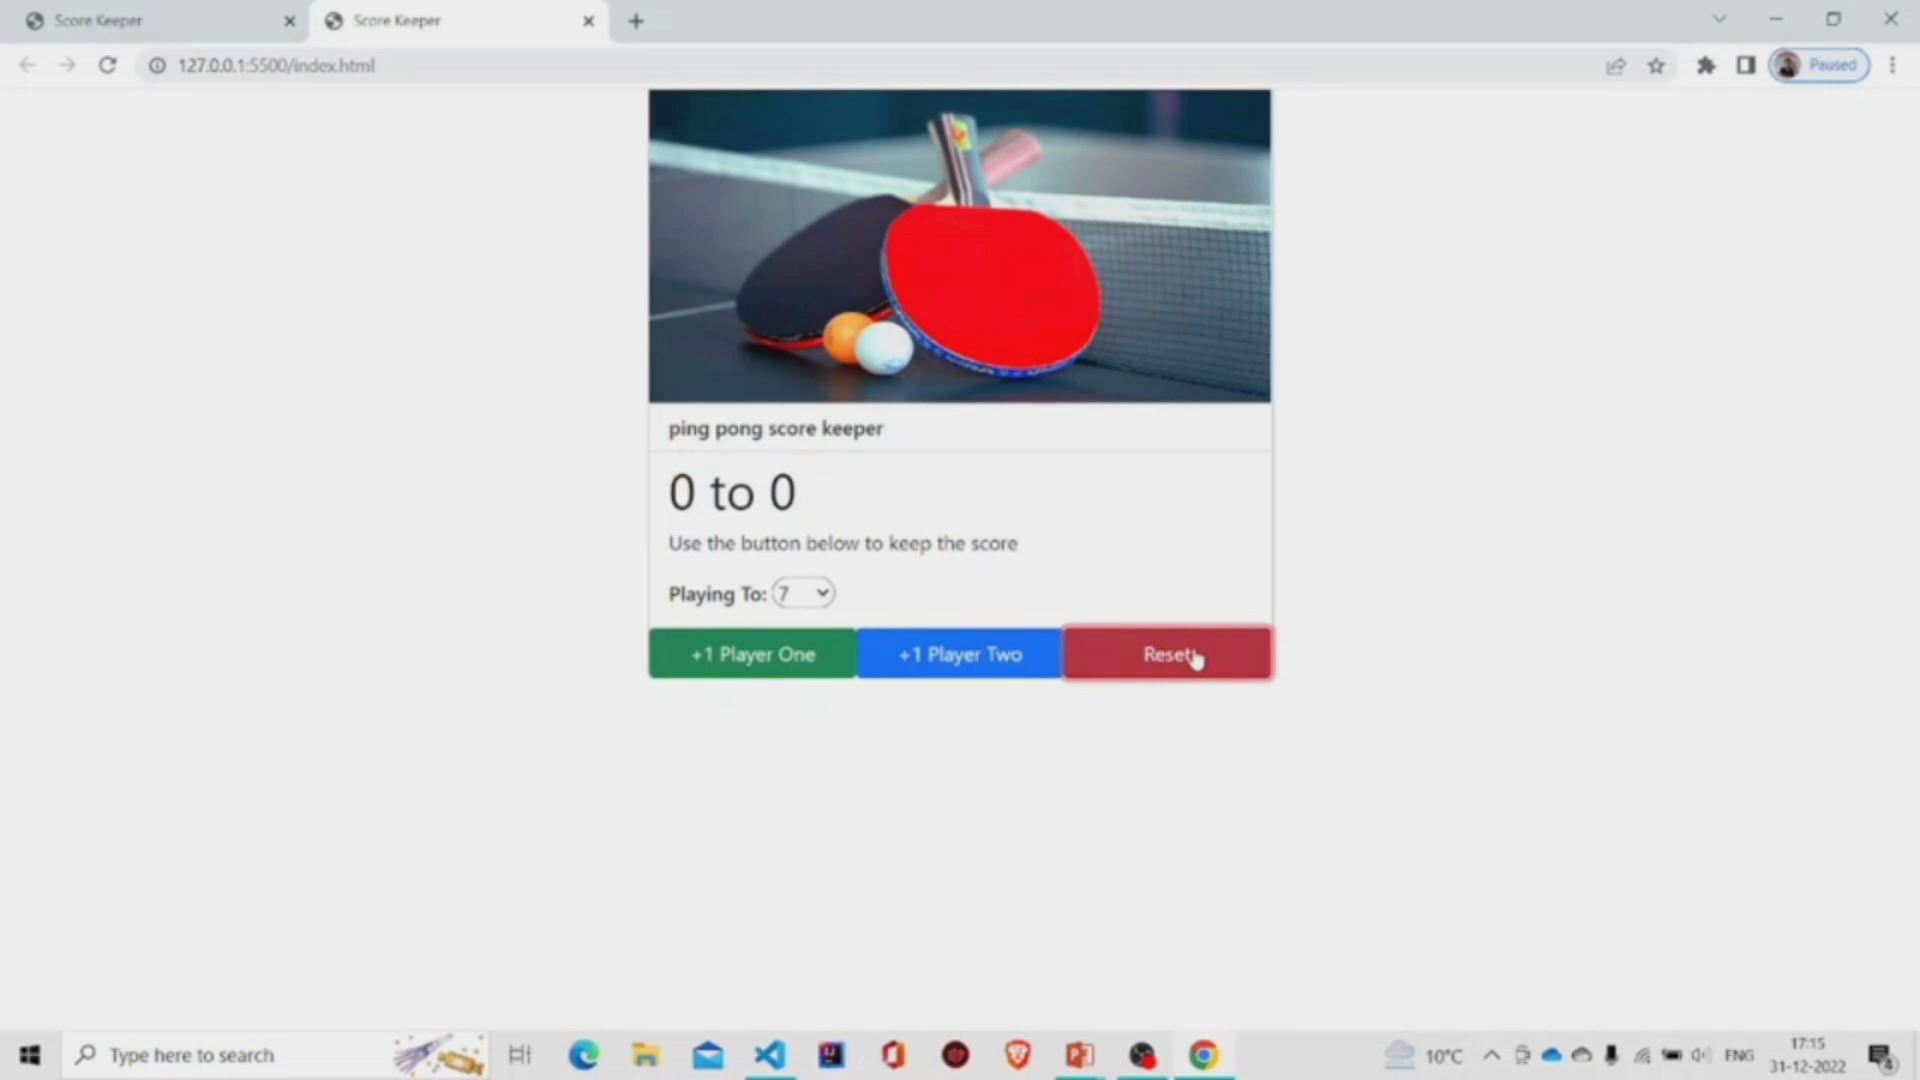 Score Keeper
Score Keeper
127.0.0.1:5500/index.html
Paused
ping pong score keeper
0 to 0
Use the button below to keep the score
Playing To: 7
+1 Player One
+1 Player Two
Reset
Type here to search
10°C
ENG
17:15
31-12-2022
4